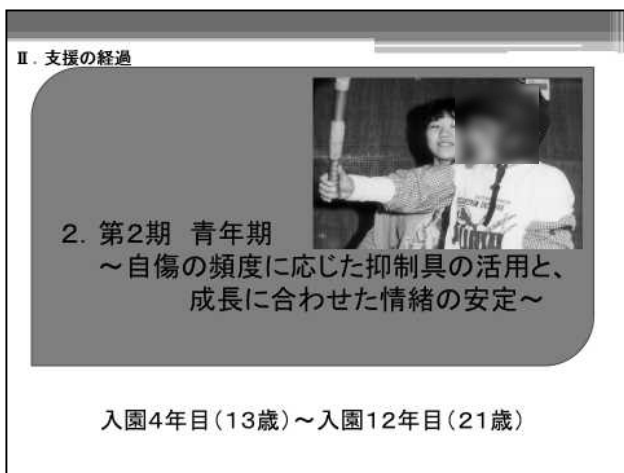 Ⅱ．支援の経過
2．第2期 青年期
～自傷の頻度に応じた抑制具の活用と、
成長に合わせた情緒の安定～
入園4年目（13歳）～入園12年目（21歳）